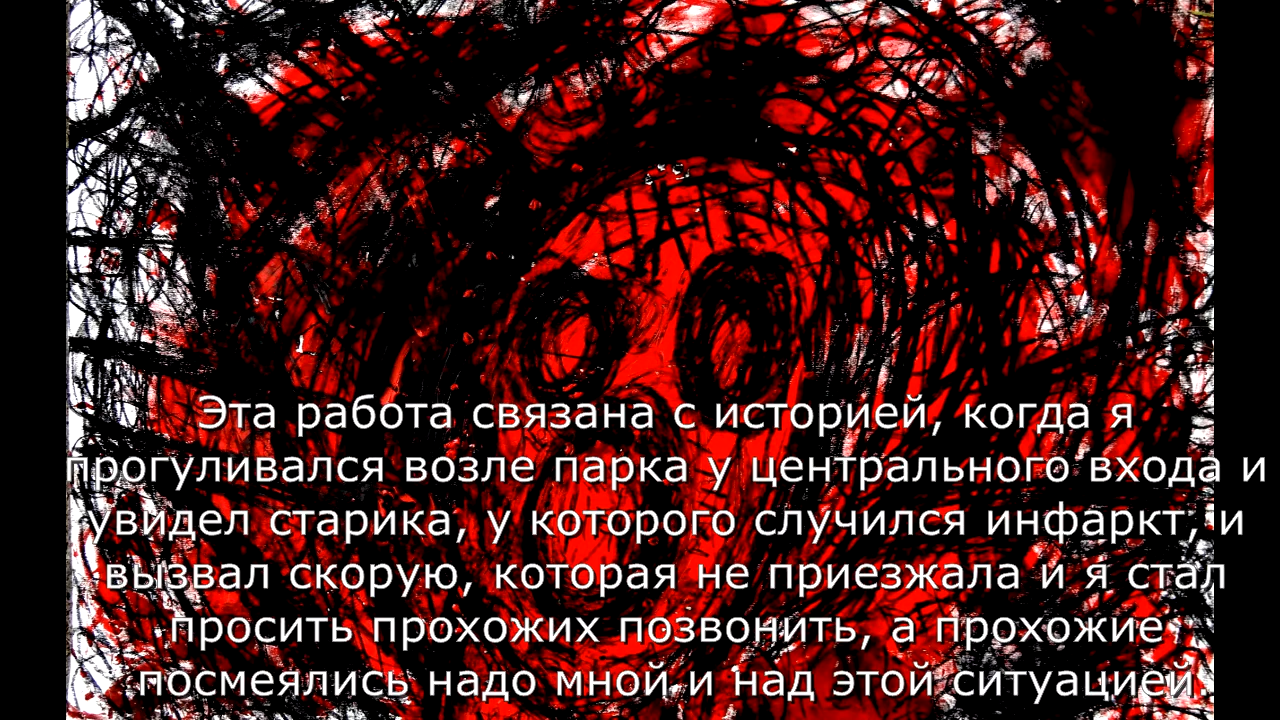 Эта работа связана с историей, когда я
прогуливался возле парка у центрального входа и
увидел старика, у которого случился инфаркт, и
вызвал скорую, которая не приезжала и я стал
просить прохожих позвонить, а прохожие
посмеялись надо мной и над этой ситуацией